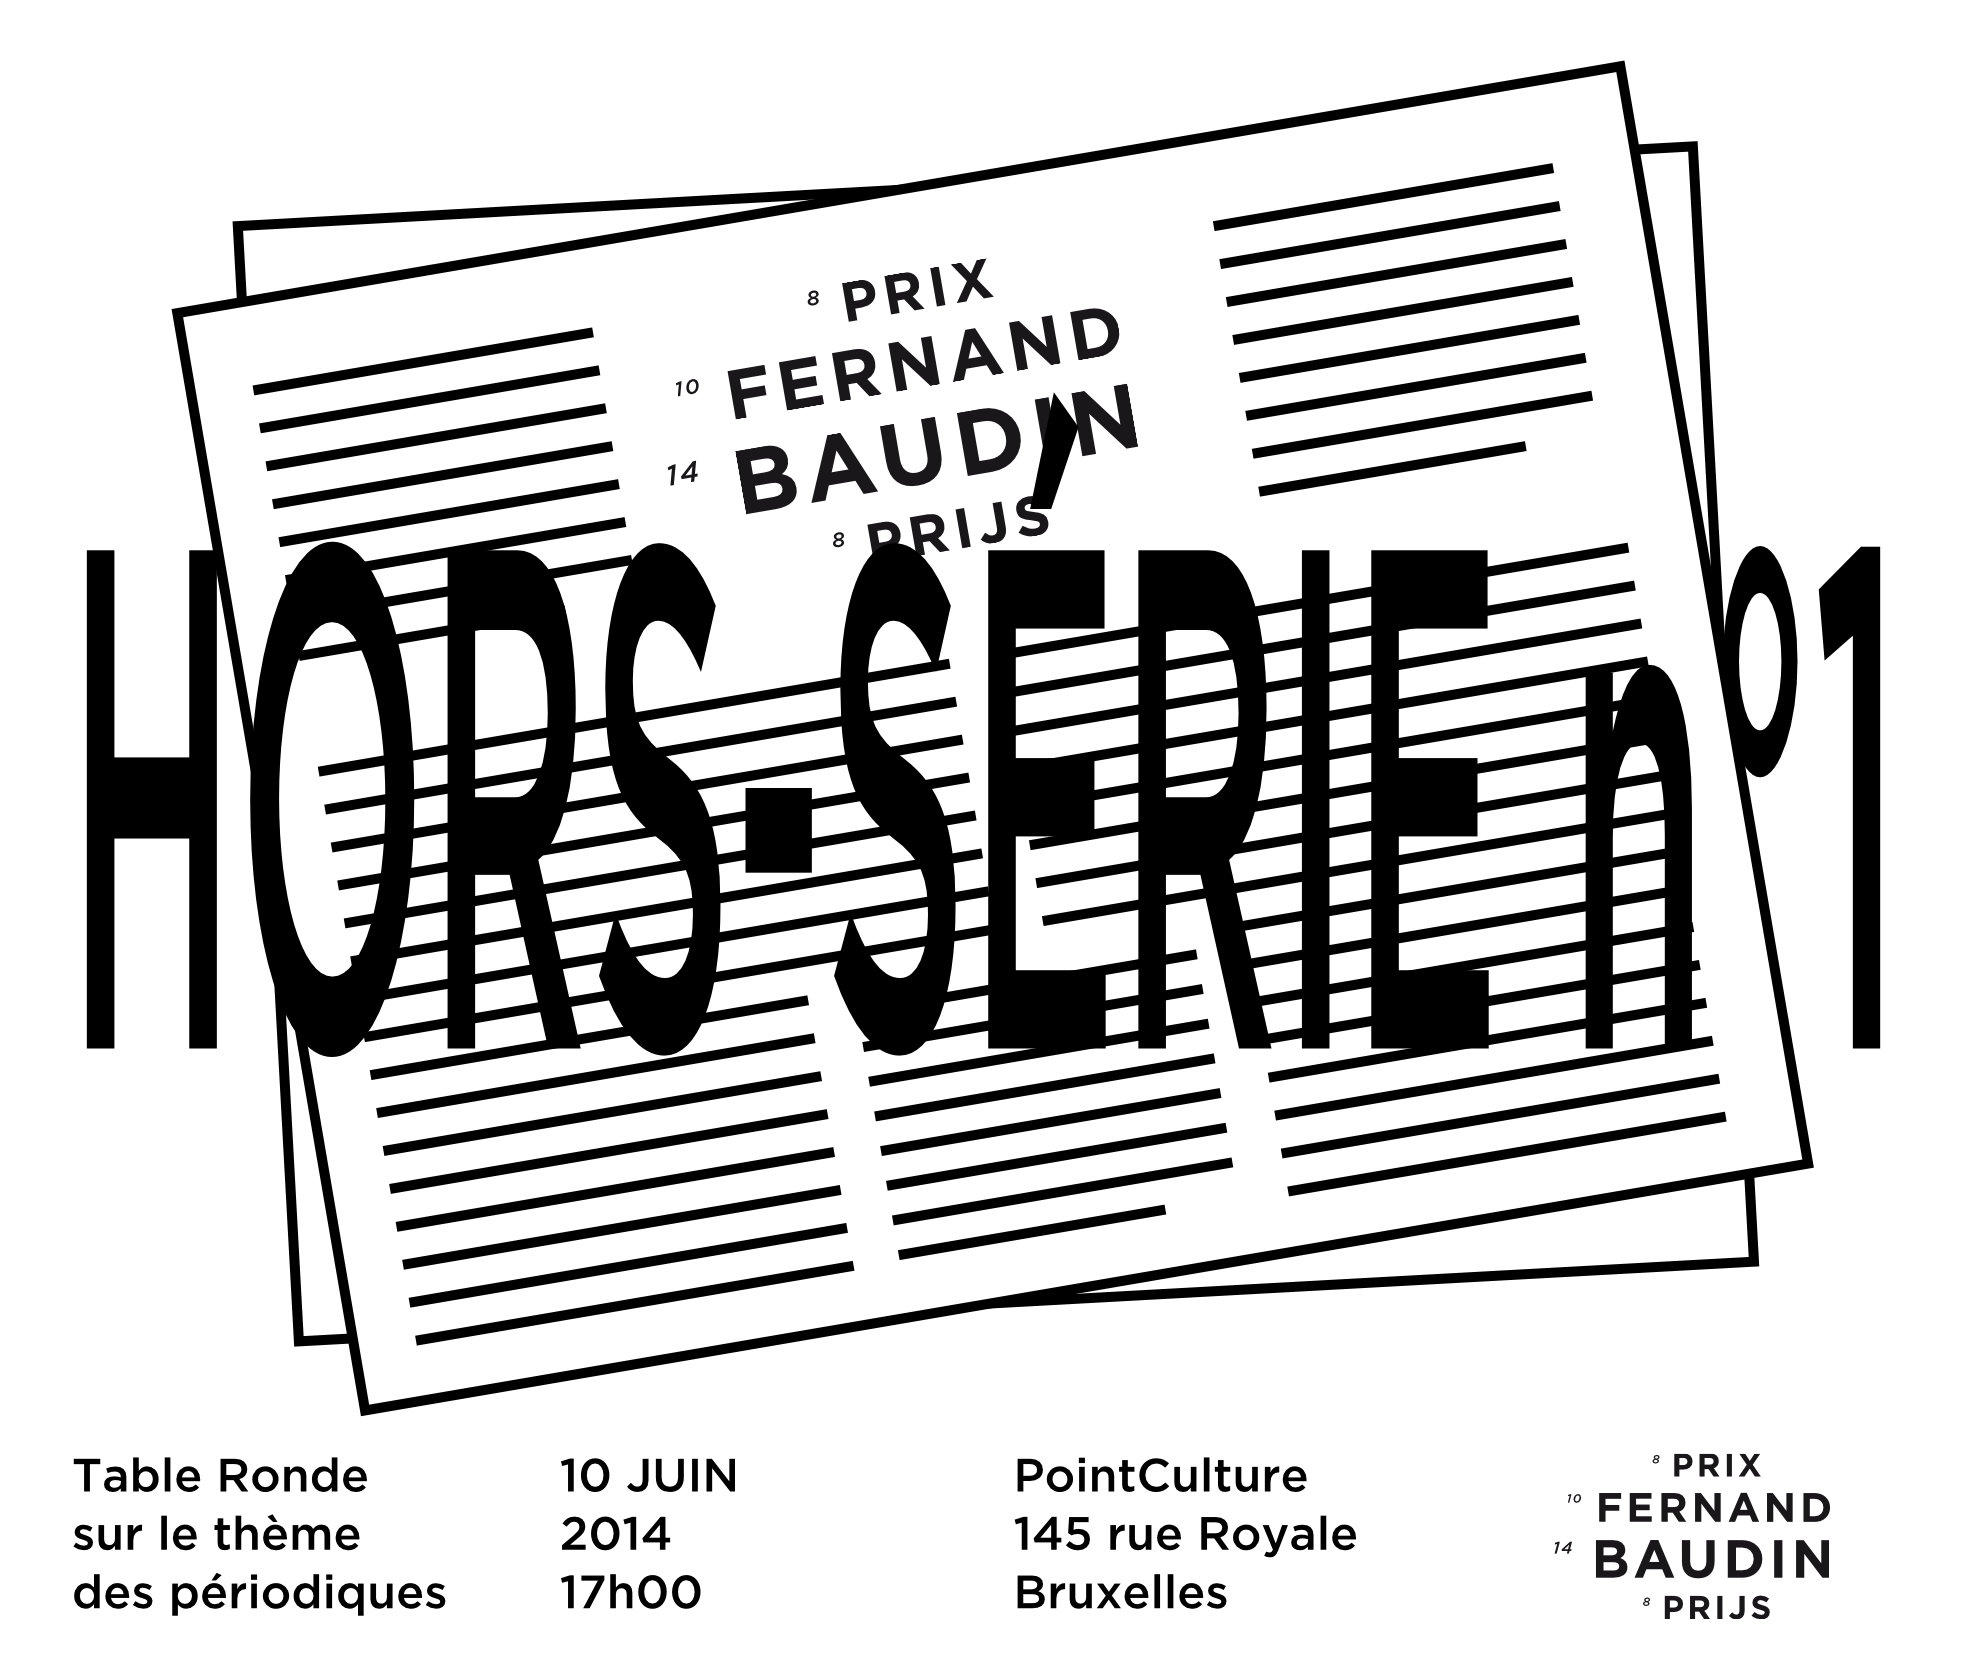 8 PRIX
10 FERNAND
14 BAUDIN
8 PRIJS
HORS-SÉRIE n°1
Table Ronde
sur le thème
des périodiques
10 JUIN
2014
17h00
PointCulture
145 rue Royale
Bruxelles
8 PRIX
10 FERNAND
14 BAUDIN
8 PRIJS